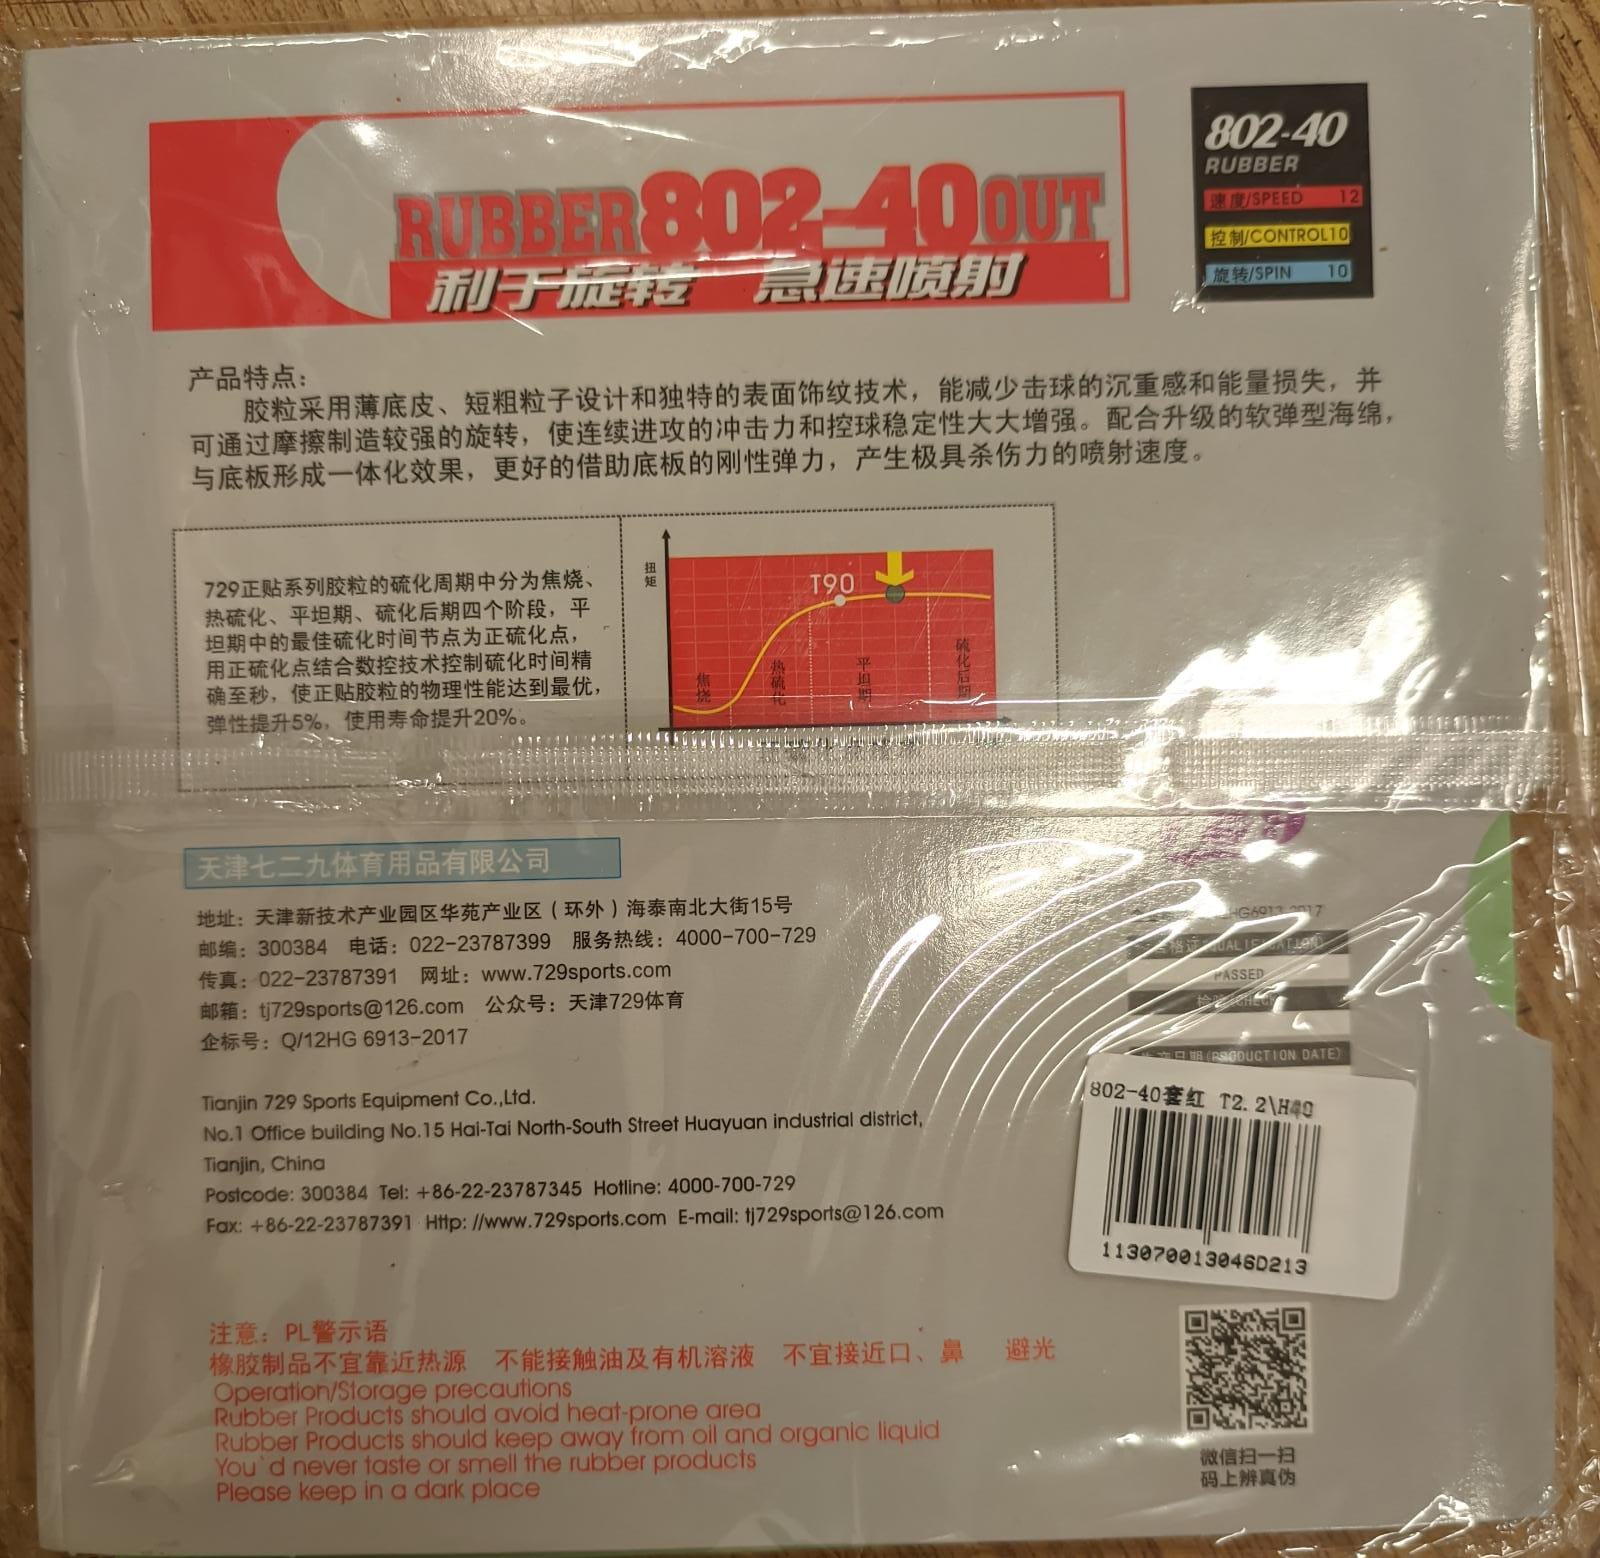 RUBBER 802-40 OUT
利于旋转 急速喷射
802-40
RUBBER
速度/SPEED 12
控制/CONTROL10
旋转/SPIN 10
产品特点：
胶粒采用薄底皮、短粗粒子设计和独特的表面饰纹技术，能减少击球的沉重感和能量损失，并
可通过摩擦制造较强的旋转，使连续进攻的冲击力和控球稳定性大大增强。配合升级的软弹型海绵，
与底板形成一体化效果，更好的借助底板的刚性弹力，产生极具杀伤力的喷射速度。
729正贴系列胶粒的硫化周期中分为焦烧、
热硫化、平坦期、硫化后期四个阶段，平
坦期中的最佳硫化时间节点为正硫化点，
用正硫化点结合数控技术控制硫化时间精
确至秒，使正贴胶粒的物理性能达到最优，
弹性提升5%，使用寿命提升20%。
扭矩
T90
焦烧
热硫化
平坦期
硫化后期
天津七二九体育用品有限公司
地址：天津新技术产业园区华苑产业区（环外）海泰南北大街15号
邮编：300384 电话：022-23787399 服务热线：4000-700-729
传真：022-23787391 网址：www.729sports.com
邮箱：tj729sports@126.com 公众号：天津729体育
企标号：Q/12HG 6913-2017
Tianjin 729 Sports Equipment Co.,Ltd.
No.1 Office building No.15 Hai-Tai North-South Street Huayuan industrial district,
Tianjin, China
Postcode: 300384 Tel: +86-22-23787345 Hotline: 4000-700-729
Fax: +86-22-23787391 Http: //www.729sports.com E-mail: tj729sports@126.com
HG6913-2017
格证(QUALIFICATION)
PASSED
检验(CHECK
生产日期(PRODUCTION DATE)
802-40套红 T2.2\H40
113070013046D213
注意：PL警示语
橡胶制品不宜靠近热源 不能接触油及有机溶液 不宜接近口、鼻 避光
Operation/Storage precautions
Rubber Products should avoid heat-prone area
Rubber Products should keep away from oil and organic liquid
You`d never taste or smell the rubber products
Please keep in a dark place
微信扫一扫
码上辨真伪